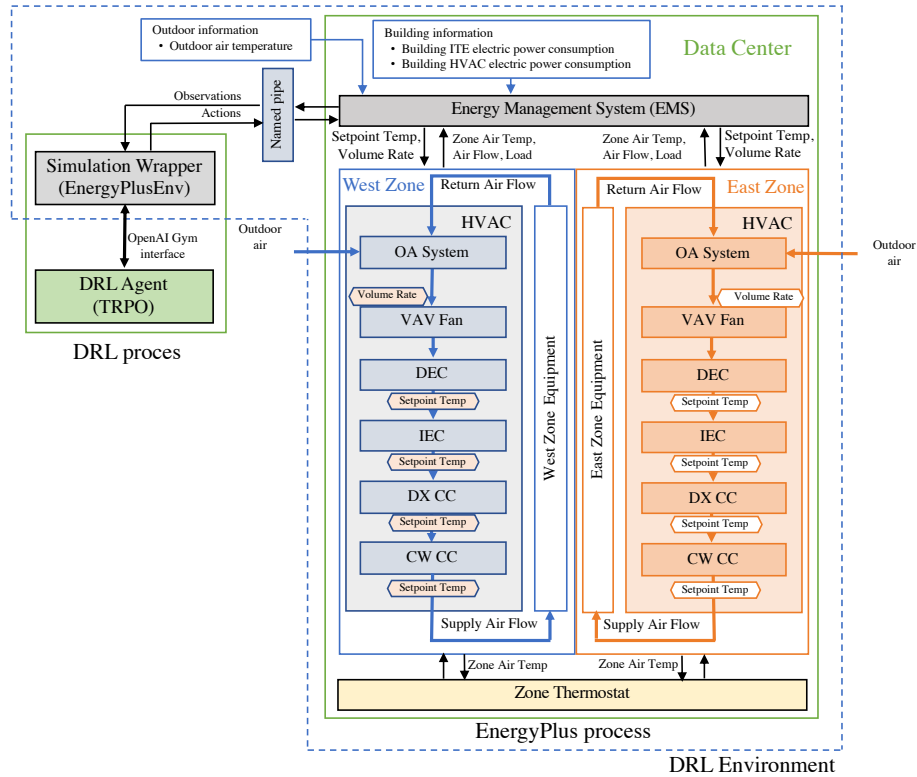 Outdoor information
• Outdoor air temperature
Building information
• Building ITE electric power consumption
• Building HVAC electric power consumption
Data Center
Observations
Actions
Named pipe
Energy Management System (EMS)
Setpoint Temp,
Volume Rate
Zone Air Temp,
Air Flow, Load
Zone Air Temp,
Air Flow, Load
Setpoint Temp,
Volume Rate
Simulation Wrapper
(EnergyPlusEnv)
OpenAI Gym
interface
DRL Agent
(TRPO)
DRL proces
West Zone
Return Air Flow
HVAC
Outdoor
air
OA System
Volume Rate
VAV Fan
DEC
Setpoint Temp
IEC
Setpoint Temp
DX CC
Setpoint Temp
CW CC
Setpoint Temp
Supply Air Flow
West Zone Equipment
East Zone
Return Air Flow
HVAC
Outdoor
air
OA System
Volume Rate
VAV Fan
DEC
Setpoint Temp
IEC
Setpoint Temp
DX CC
Setpoint Temp
CW CC
Setpoint Temp
Supply Air Flow
East Zone Equipment
Zone Air Temp
Zone Air Temp
Zone Thermostat
EnergyPlus process
DRL Environment